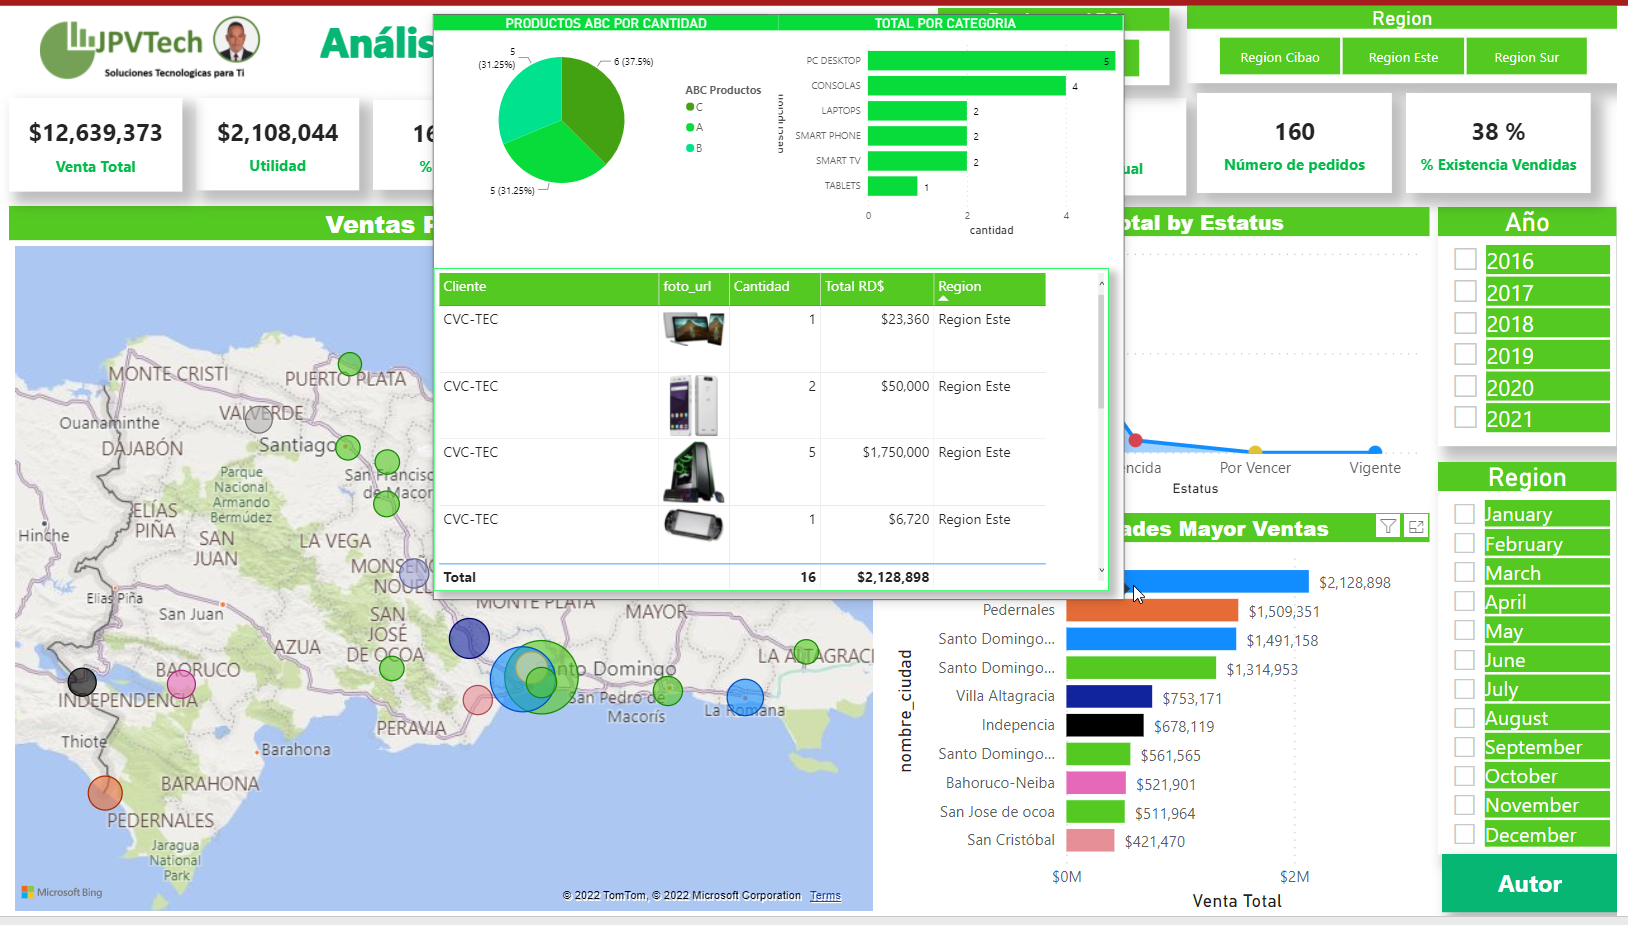 JPVTech
Soluciones Tecnologicas para Ti
Anális
Region
Region Cibao
Region Este
Region Sur
$12,639,373
Venta Total
$2,108,044
Utilidad
16
%
ual
160
Número de pedidos
38 %
% Existencia Vendidas
PRODUCTOS ABC POR CANTIDAD
5
(31.25%)
6 (37.5%)
5 (31.25%)
ABC Productos
C
A
B
TOTAL POR CATEGORIA
descripcion
PC DESKTOP
5
CONSOLAS
4
LAPTOPS
2
SMART PHONE
2
SMART TV
2
TABLETS
1
0
2
4
cantidad
Cliente foto_url Cantidad Total RD$ Region
CVC-TEC 1 $23,360 Region Este
CVC-TEC 2 $50,000 Region Este
CVC-TEC 5 $1,750,000 Region Este
CVC-TEC 1 $6,720 Region Este
Total 16 $2,128,898
Ventas P
MONTE CRISTI
PUERTO PLATA
Ouanaminthe
VALVERDE
DAJABÓN
Santiago
San Francisc
de Macor
Parque
Nacional
Armando
Bermúdez
ELÍAS
PIÑA
Hinche
SAN
JUAN
LA VEGA
MONSEÑ
NOUEL
Elias Piña
San Juan
MONTE PLATA
MAYOR
SAN
JOSÉ
DE OCOA
AZUA
BAORUCO
INDEPENDENCIA
nto Domingo
LA ALTAGRACI
San Pedro de
Macorís
La Romana
PERAVIA
Thiote
Barahona
BARAHONA
PEDERNALES
Jaragua
National
Park
Microsoft Bing
© 2022 TomTom, © 2022 Microsoft Corporation Terms
otal by Estatus
encida
Por Vencer
Vigente
Estatus
ades Mayor Ventas
nombre_ciudad
$2,128,898
Pedernales $1,509,351
Santo Domingo... $1,491,158
Santo Domingo... $1,314,953
Villa Altagracia $753,171
Indepencia $678,119
Santo Domingo... $561,565
Bahoruco-Neiba $521,901
San Jose de ocoa $511,964
San Cristóbal $421,470
$0M
$2M
Venta Total
Año
2016
2017
2018
2019
2020
2021
Region
January
February
March
April
May
June
July
August
September
October
November
December
Autor